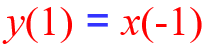 y(1) = x(-1)